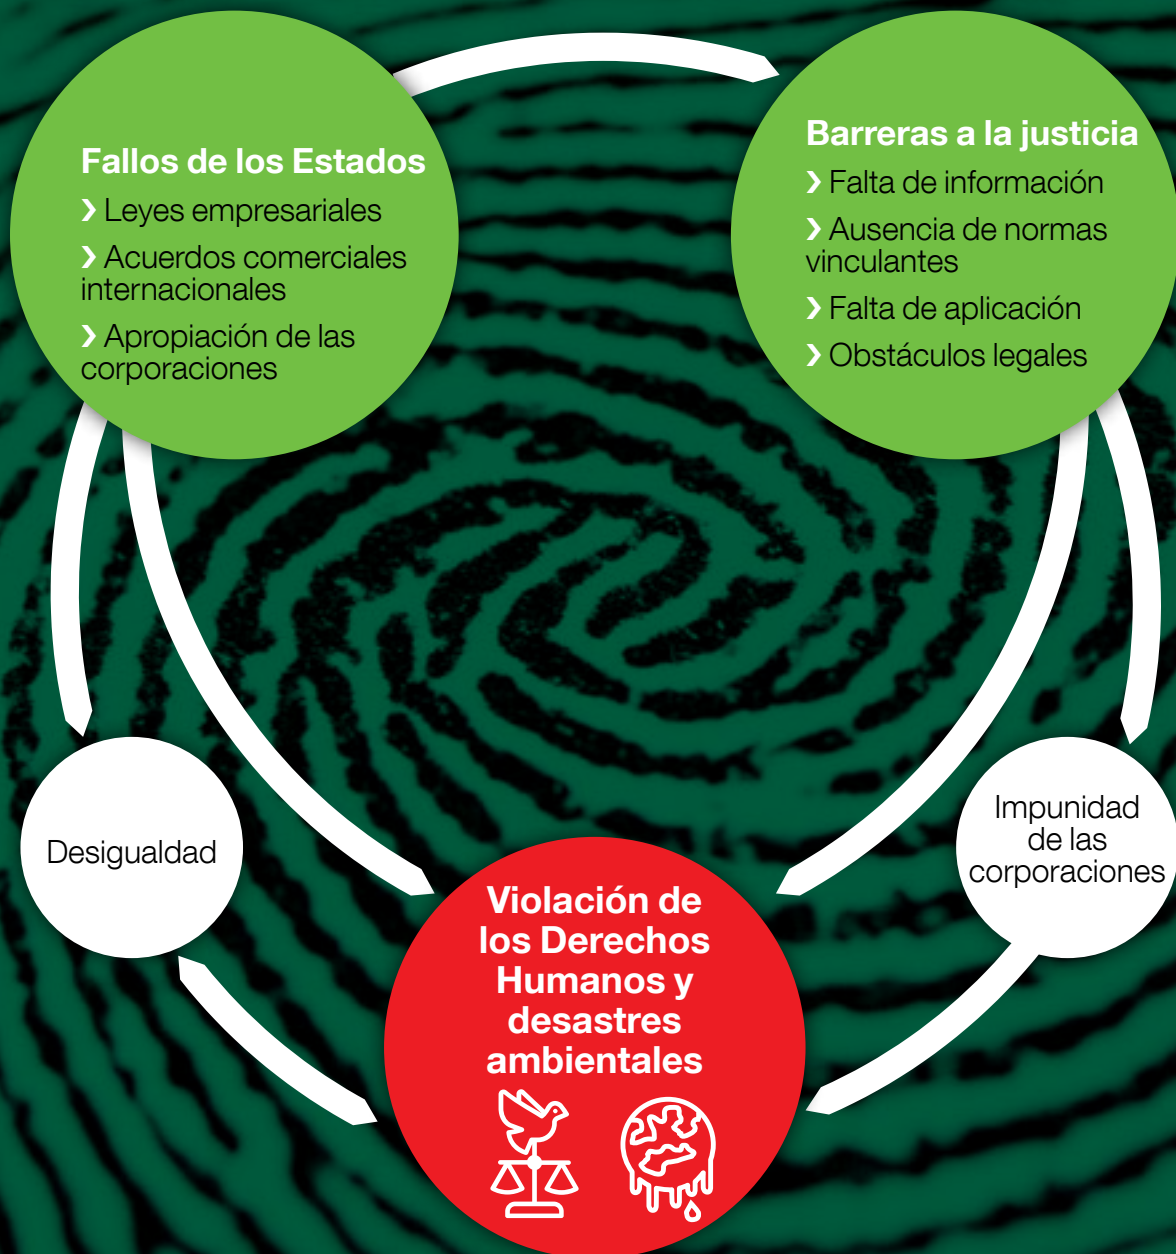 Fallos de los Estados
› Leyes empresariales
› Acuerdos comerciales
internacionales
› Apropiación de las
corporaciones
Barreras a la justicia
› Falta de información
› Ausencia de normas
vinculantes
› Falta de aplicación
› Obstáculos legales
Desigualdad
Impunidad
de las
corporaciones
Violación de
los Derechos
Humanos y
desastres
ambientales